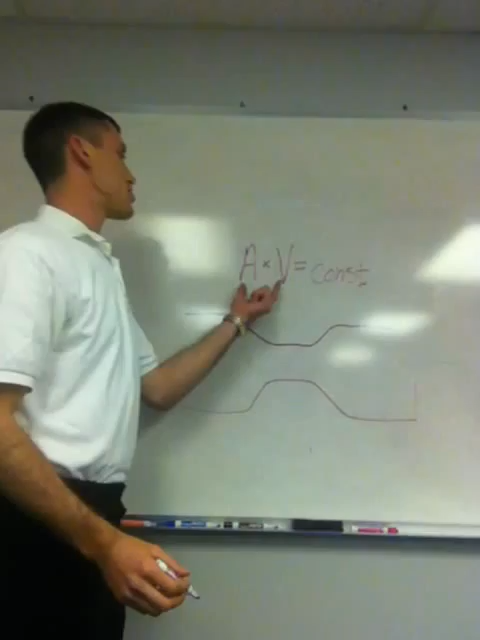 A × V = const